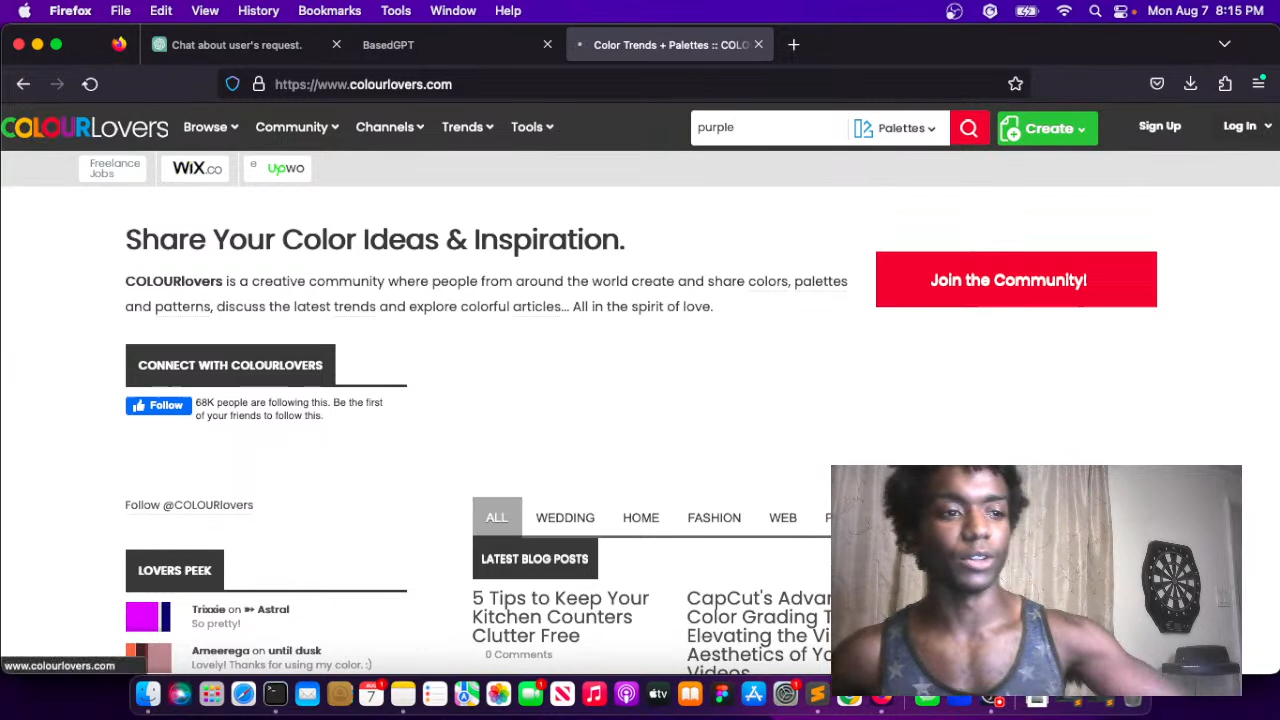 Firefox File Edit View History Bookmarks Tools Window Help Mon Aug 7 8:15 PM
Chat about user's request. BasedGPT Color Trends + Palettes :: COLO
https://www.colourlovers.com
COLOURLovers Browse Community Channels Trends Tools purple Palettes Create Sign Up Log In
Freelance
Jobs
WiX.co
e Upwo
Share Your Color Ideas & Inspiration.
COLOURlovers is a creative community where people from around the world create and share colors, palettes
and patterns, discuss the latest trends and explore colorful articles... All in the spirit of love.
Join the Community!
CONNECT WITH COLOURLOVERS
Follow
68K people are following this. Be the first
of your friends to follow this.
Follow @COLOURlovers
ALL WEDDING HOME FASHION WEB
LATEST BLOG POSTS
LOVERS PEEK
Trixxie on ➳ Astral
So pretty!
Ameerega on until dusk
Lovely! Thanks for using my color. :)
5 Tips to Keep Your
Kitchen Counters
Clutter Free
0 Comments
CapCut's Adva
Color Grading T
Elevating the Vi
Aesthetics of Yo
Videos
www.colourlovers.com